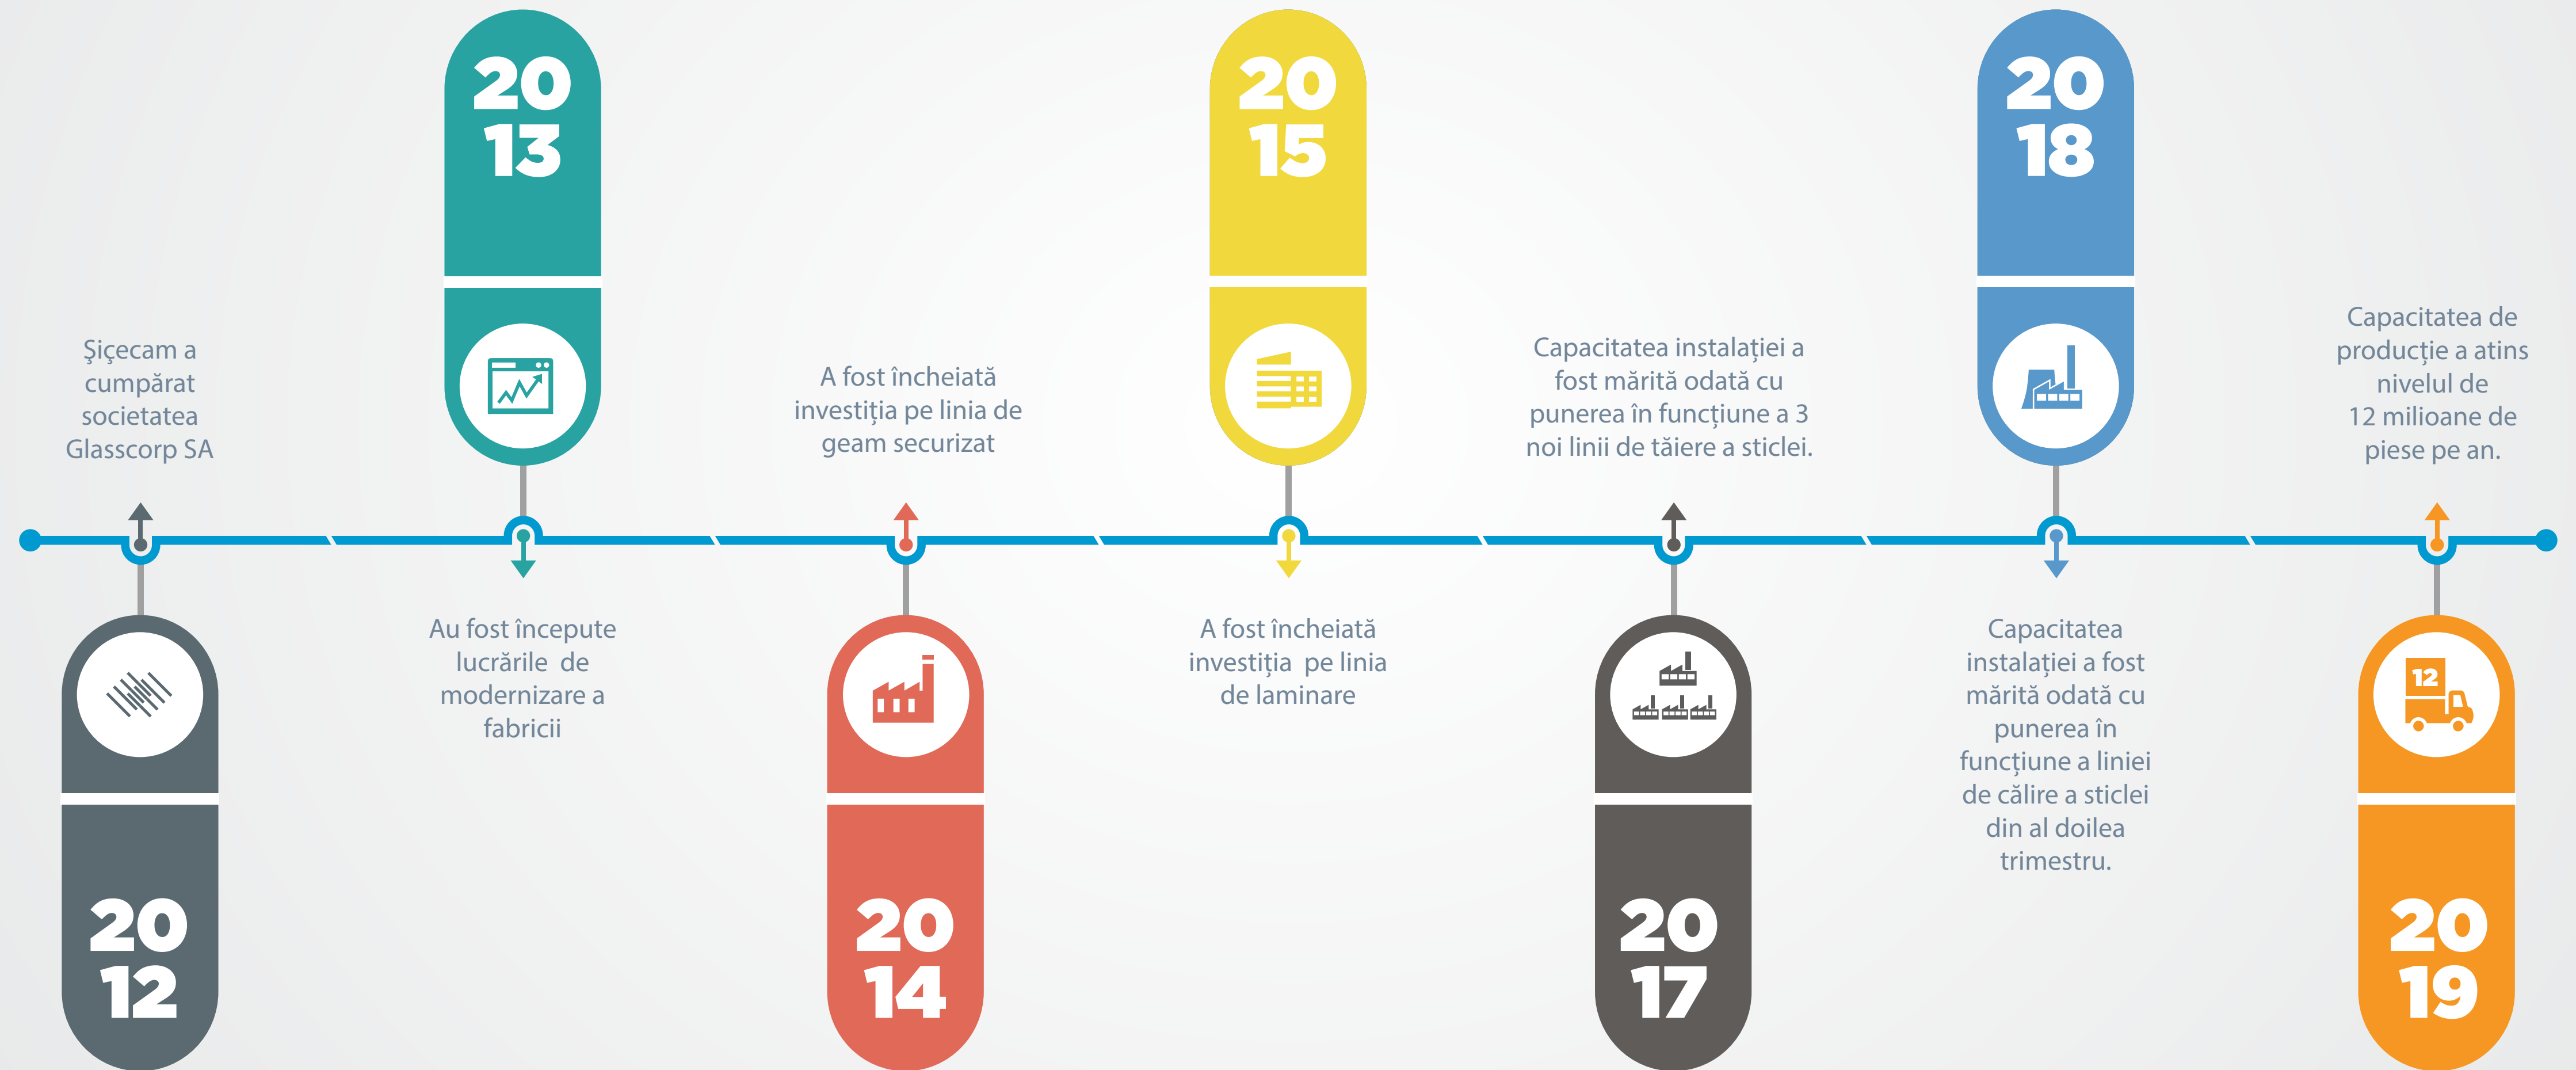 Şişecam a
cumpărat
societatea
Glasscorp SA
20
12
20
13
Au fost începute
lucrările  de
modernizare a
fabricii
A fost încheiată
investiția pe linia de
geam securizat
20
14
20
15
A fost încheiată
investiția  pe linia
de laminare
Capacitatea instalației a
fost mărită odată cu
punerea în funcțiune a 3
noi linii de tăiere a sticlei.
20
17
20
18
Capacitatea
instalației a fost
mărită odată cu
punerea în
funcțiune a liniei
de călire a sticlei
din al doilea
trimestru.
Capacitatea de
producție a atins
nivelul de
12 milioane de
piese pe an.
12
20
19